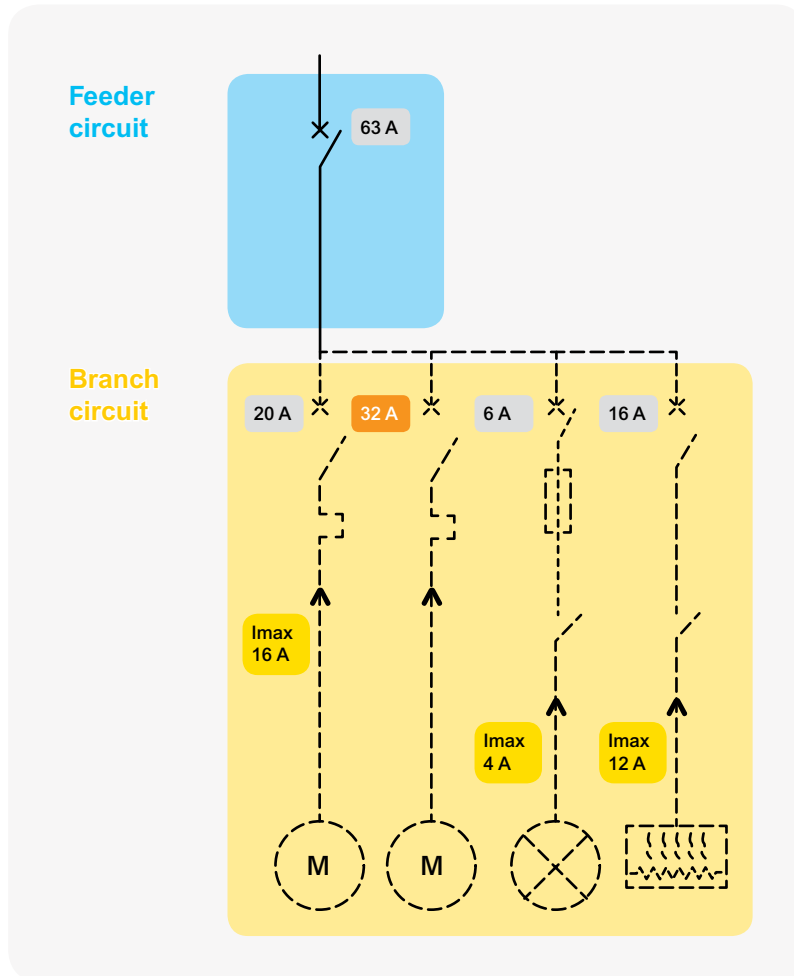 Feeder
circuit
63 A
Branch
circuit
20 A
32 A
6 A
16 A
Imax
16 A
Imax
4 A
Imax
12 A
M
M